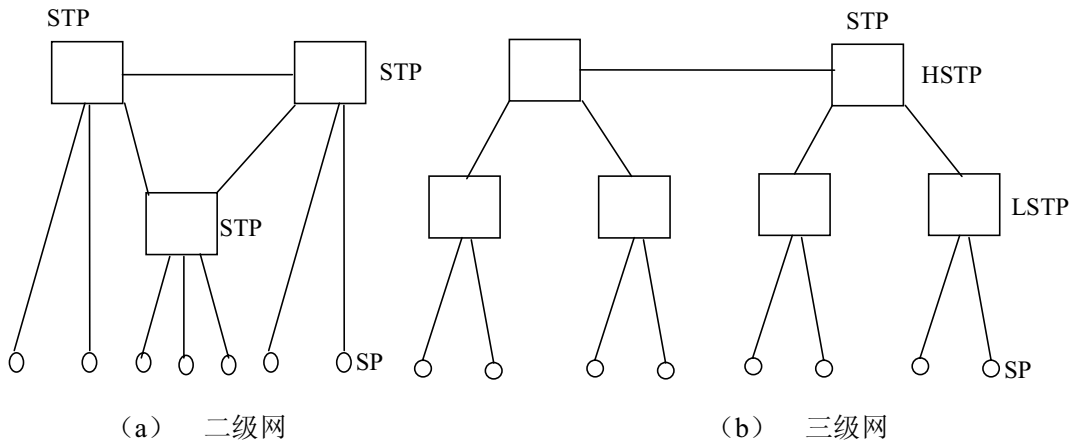 STP
STP
STP
SP
（a） 二级网
STP
HSTP
LSTP
SP
（b） 三级网